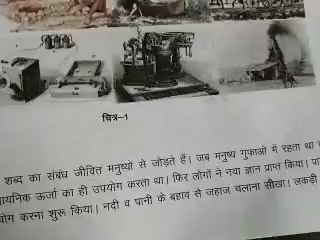 चित्र–1
शब्द का संबंध जीवित मनुष्यों से जोड़ते हैं। जब मनुष्य गुफाओं में रहता था
ायनिक ऊर्जा का ही उपयोग करता था। फिर लोगों ने नया ज्ञान प्राप्त किया।
योग करना शुरू किया। नदी व पानी के बहाव से जहाज चलाना सीखा। लकड़ी